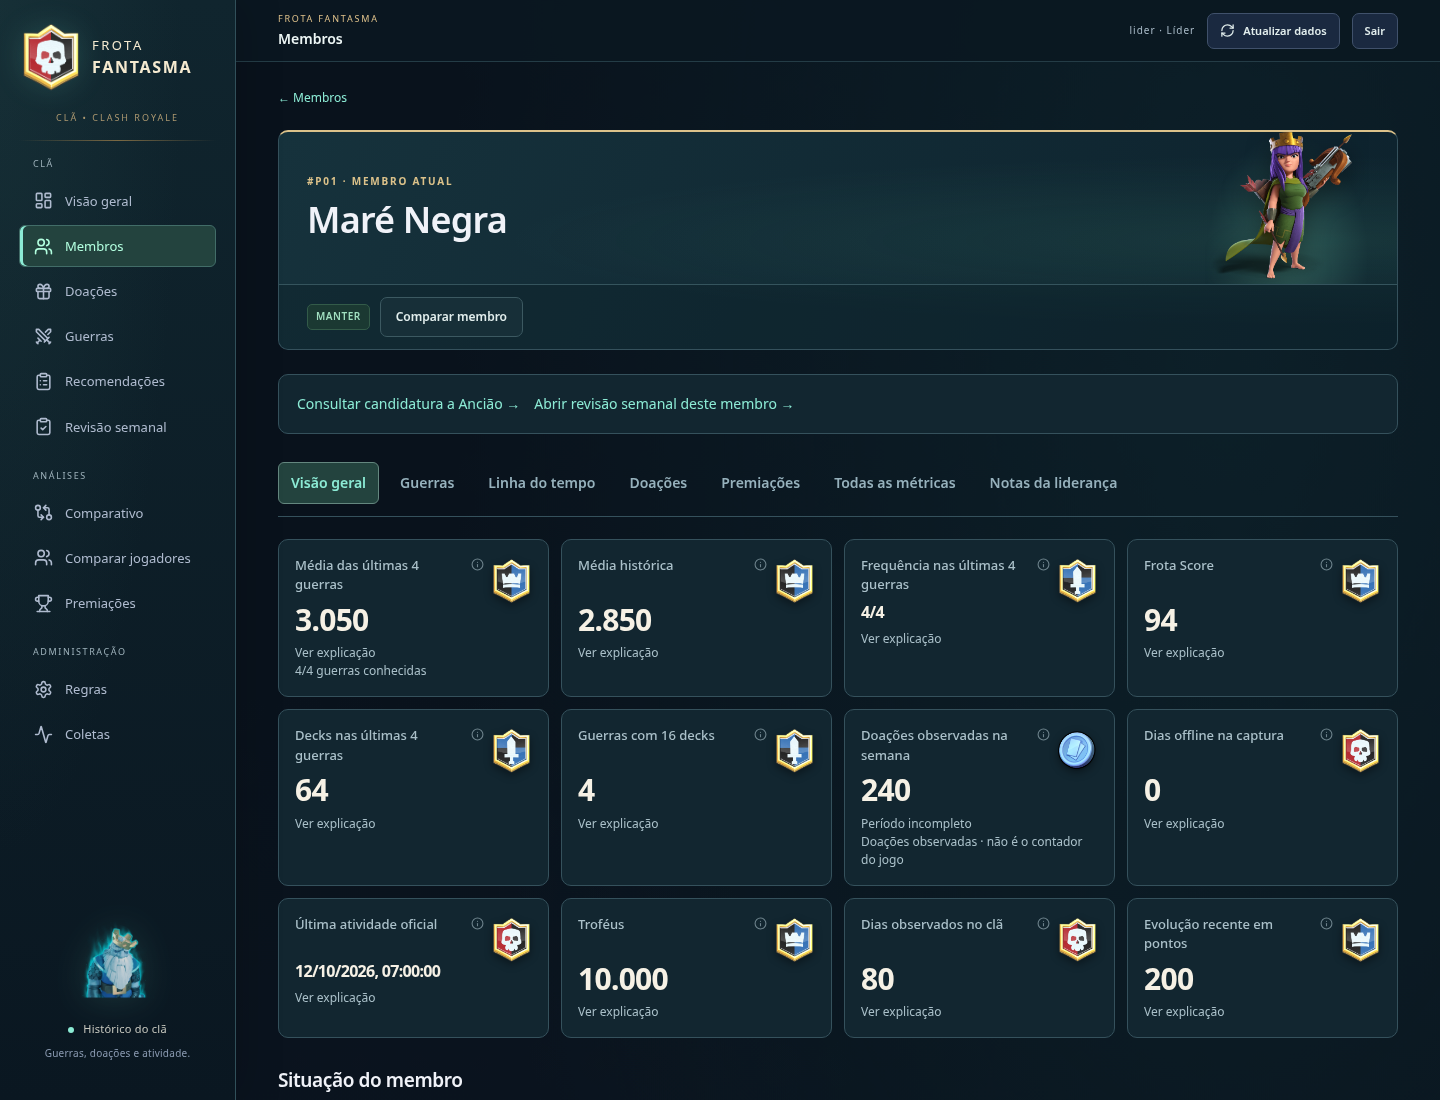 FROTA
FANTASMA
CLÃ • CLASH ROYALE
CLÃ
Visão geral
Membros
Doações
Guerras
Recomendações
Revisão semanal
ANÁLISES
Comparativo
Comparar jogadores
Premiações
ADMINISTRAÇÃO
Regras
Coletas
Histórico do clã
Guerras, doações e atividade.
FROTA FANTASMA
Membros
lider · Líder
Atualizar dados
Sair
← Membros
#P01 · MEMBRO ATUAL
Maré Negra
MANTER
Comparar membro
Consultar candidatura a Ancião → Abrir revisão semanal deste membro →
Visão geral
Guerras
Linha do tempo
Doações
Premiações
Todas as métricas
Notas da liderança
Média das últimas 4
guerras
3.050
Ver explicação
4/4 guerras conhecidas
Média histórica
2.850
Ver explicação
Frequência nas últimas 4
guerras
4/4
Ver explicação
Frota Score
94
Ver explicação
Decks nas últimas 4
guerras
64
Ver explicação
Guerras com 16 decks
4
Ver explicação
Doações observadas na
semana
240
Período incompleto
Doações observadas · não é o contador
do jogo
Dias offline na captura
0
Ver explicação
Última atividade oficial
12/10/2026, 07:00:00
Ver explicação
Troféus
10.000
Ver explicação
Dias observados no clã
80
Ver explicação
Evolução recente em
pontos
200
Ver explicação
Situação do membro